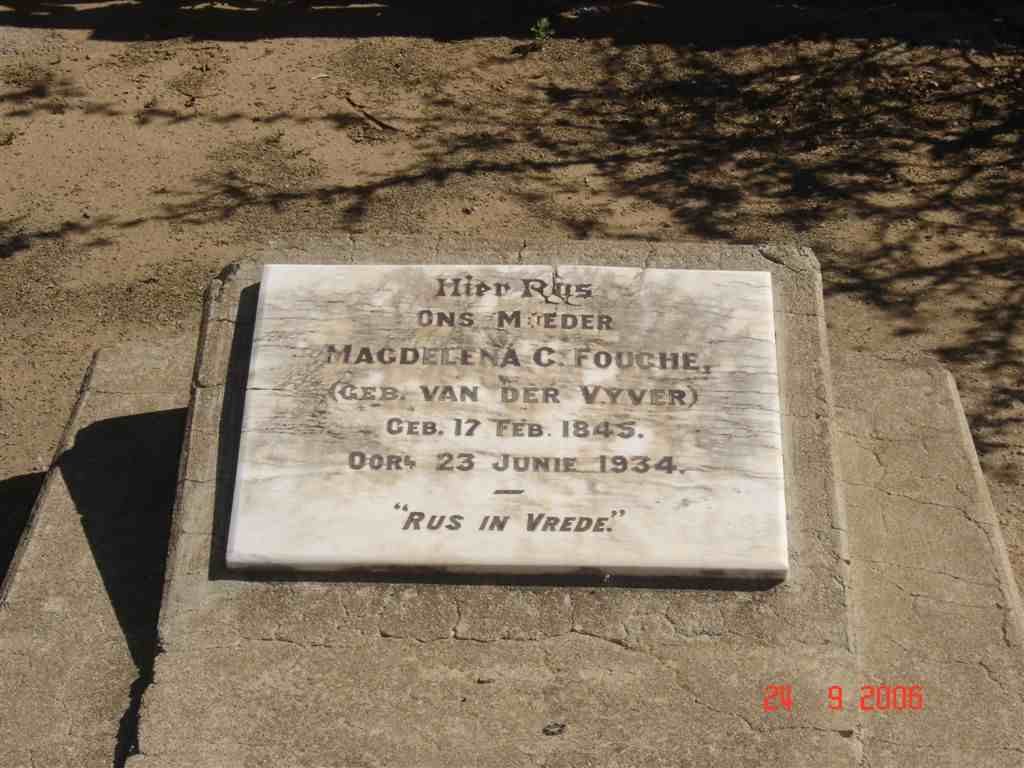 Hier Rus
ONS MOEDER
MAGDELENA C. FOUCHE,
(GEB. VAN DER VYVER)
GEB. 17 FEB. 1845.
OORL 23 JUNIE 1934.
—
"RUS IN VREDE."
24 9 2006